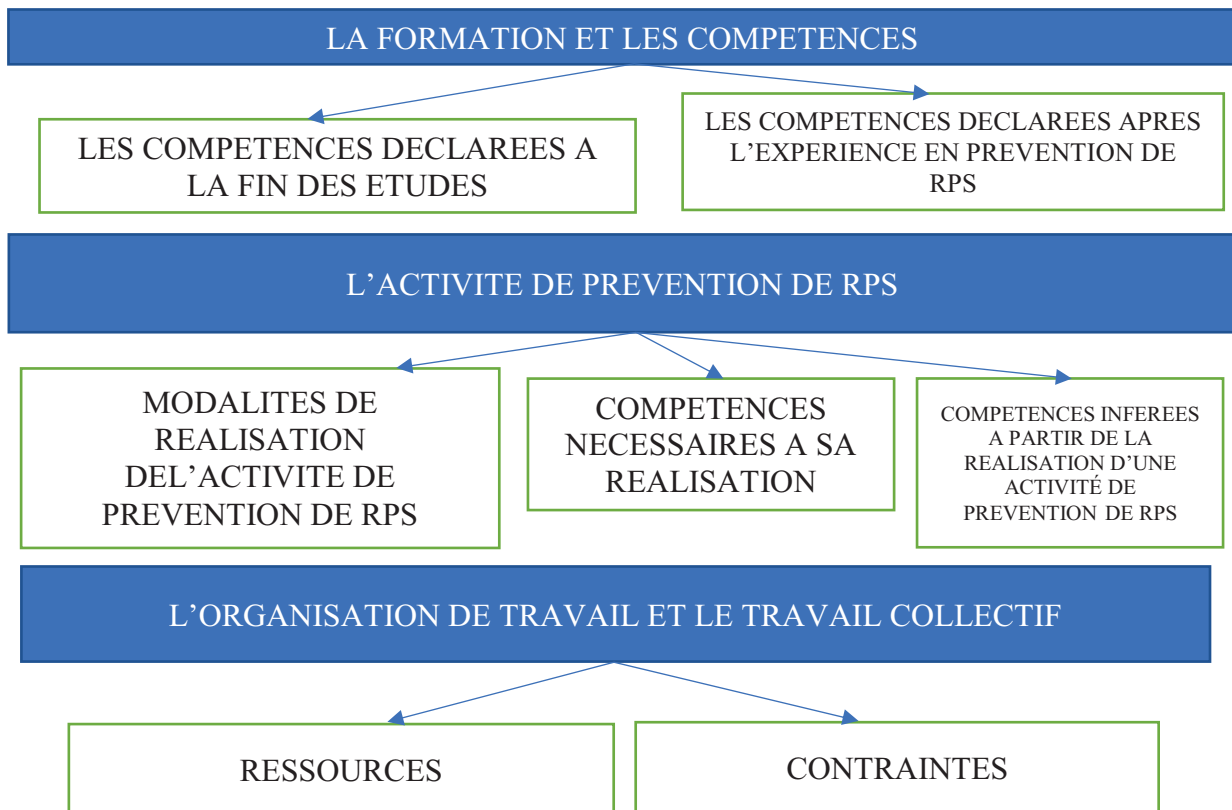 LA FORMATION ET LES COMPETENCES
LES COMPETENCES DECLAREES A
LA FIN DES ETUDES
LES COMPETENCES DECLAREES APRES
L’EXPERIENCE EN PREVENTION DE
RPS
L’ACTIVITE DE PREVENTION DE RPS
MODALITES DE
REALISATION
DEL’ACTIVITE DE
PREVENTION DE RPS
COMPETENCES
NECESSAIRES A SA
REALISATION
COMPETENCES INFEREES
A PARTIR DE LA
REALISATION D’UNE
ACTIVITÉ DE
PREVENTION DE RPS
L’ORGANISATION DE TRAVAIL ET LE TRAVAIL COLLECTIF
RESSOURCES
CONTRAINTES